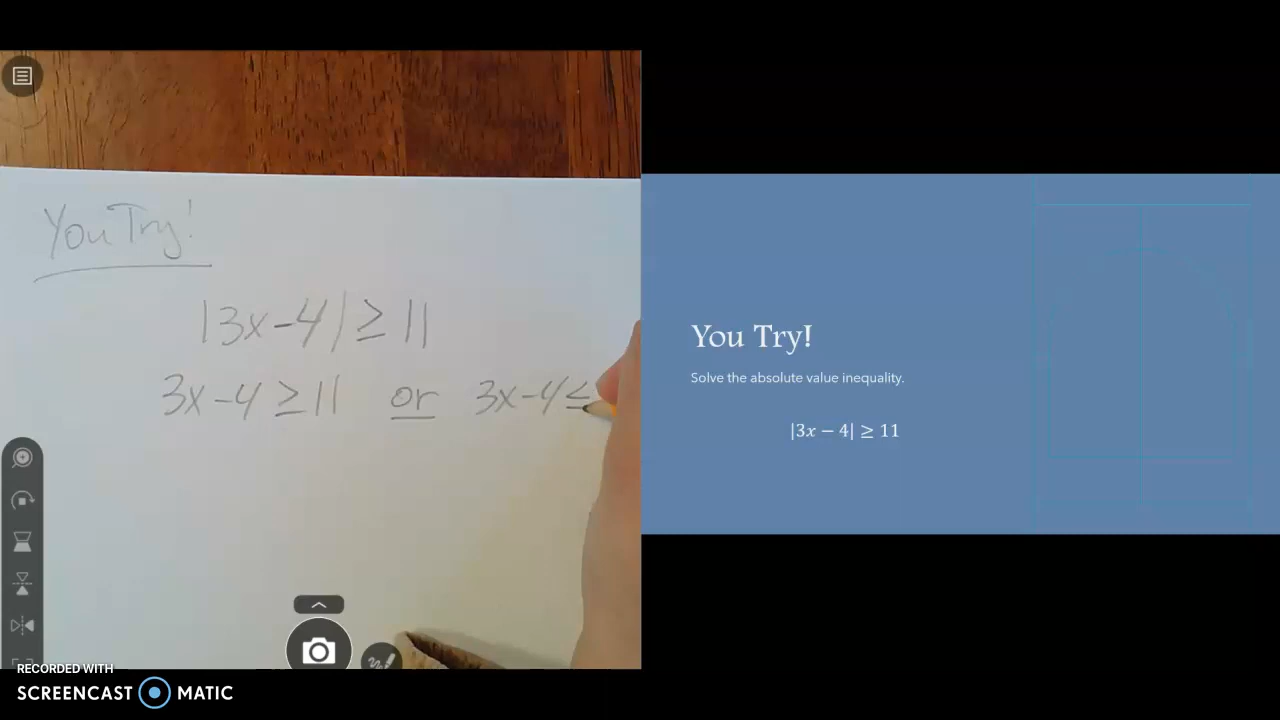 You Try!
|3x-4| ≥ 11
3x-4 ≥ 11 or 3x-4 ≤
You Try!
Solve the absolute value inequality.
|3x − 4| ≥ 11
RECORDED WITH
SCREENCAST MATIC